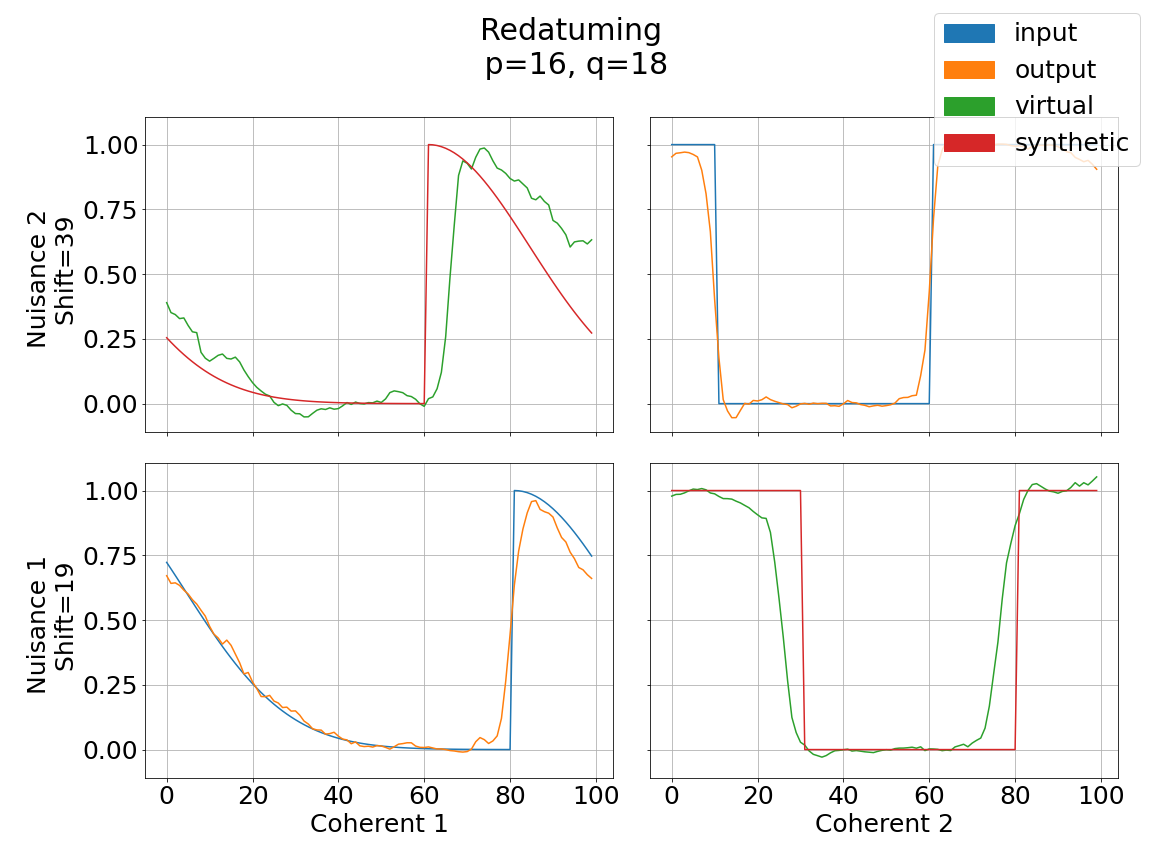 Redatuming
p=16, q=18
input
output
virtual
synthetic
Nuisance 2
Shift=39
1.00
0.75
0.50
0.25
0.00
Nuisance 1
Shift=19
1.00
0.75
0.50
0.25
0.00
0 20 40 60 80 100
0 20 40 60 80 100
Coherent 1
Coherent 2